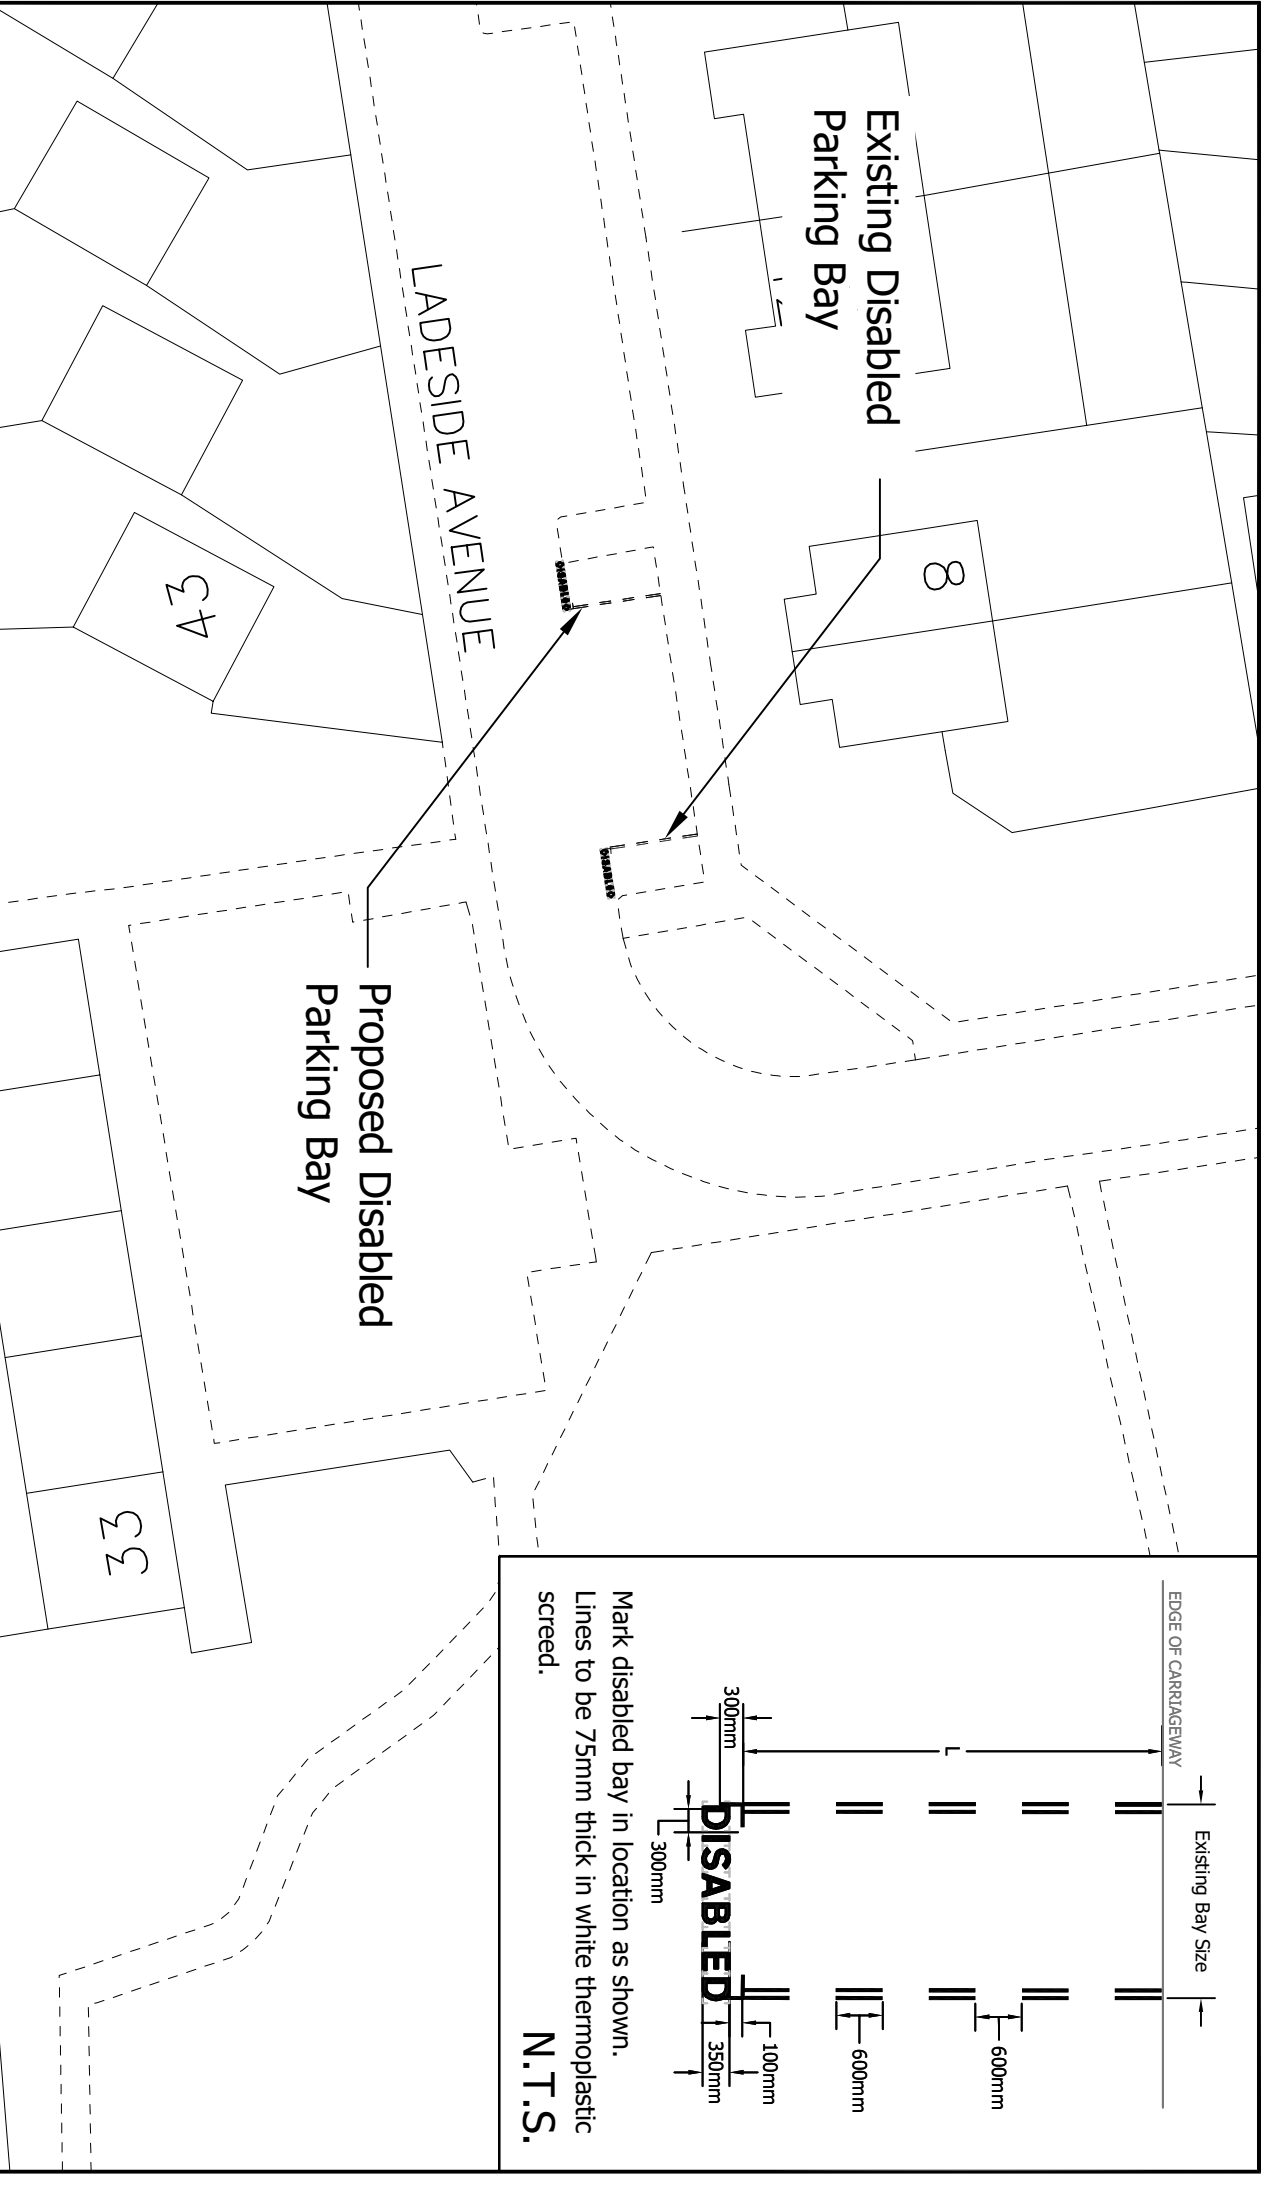 Existing Disabled
Parking Bay
8
LADESIDE AVENUE
43
DISABLED
DISABLED
Proposed Disabled
Parking Bay
33
EDGE OF CARRIAGEWAY
Existing Bay Size
L
600mm
600mm
100mm
350mm
300mm
300mm
DISABLED
Mark disabled bay in location as shown.
Lines to be 75mm thick in white thermoplastic
screed.
N.T.S.